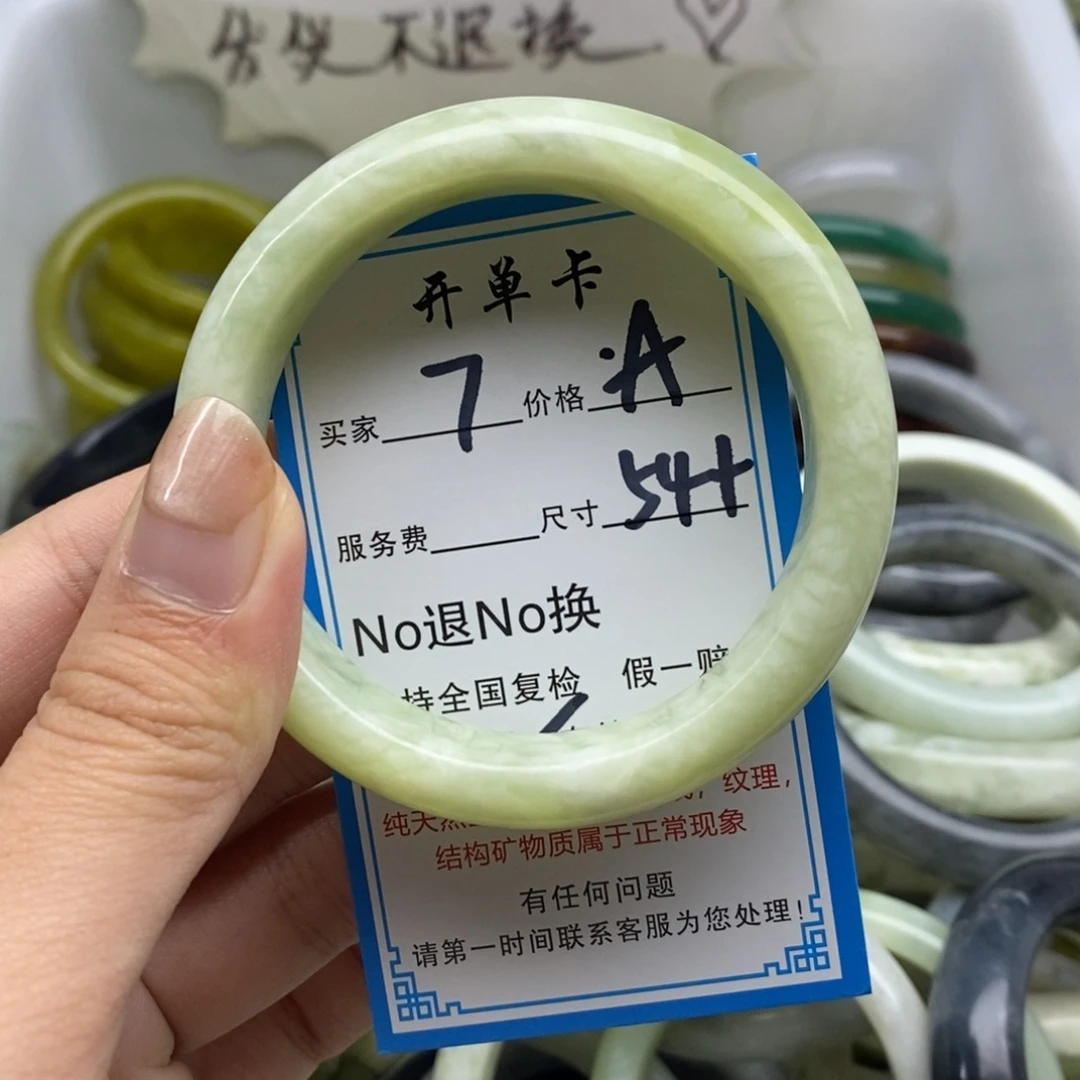 不退换
开单卡
买家 7 价格 A
服务费 尺寸 54+
No退No换
持全国复检 假一赔
纯天然 纹理,
结构矿物质属于正常现象
有任何问题
请第一时间联系客服为您处理!